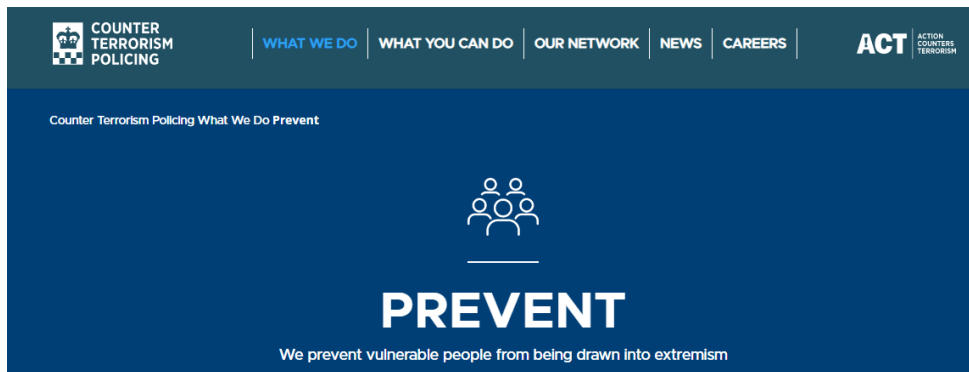 COUNTER
TERRORISM
POLICING
WHAT WE DO
WHAT YOU CAN DO
OUR NETWORK
NEWS
CAREERS
ACT
ACTION
COUNTERS
TERRORISM
Counter Terrorism Policing What We Do Prevent
PREVENT
We prevent vulnerable people from being drawn into extremism